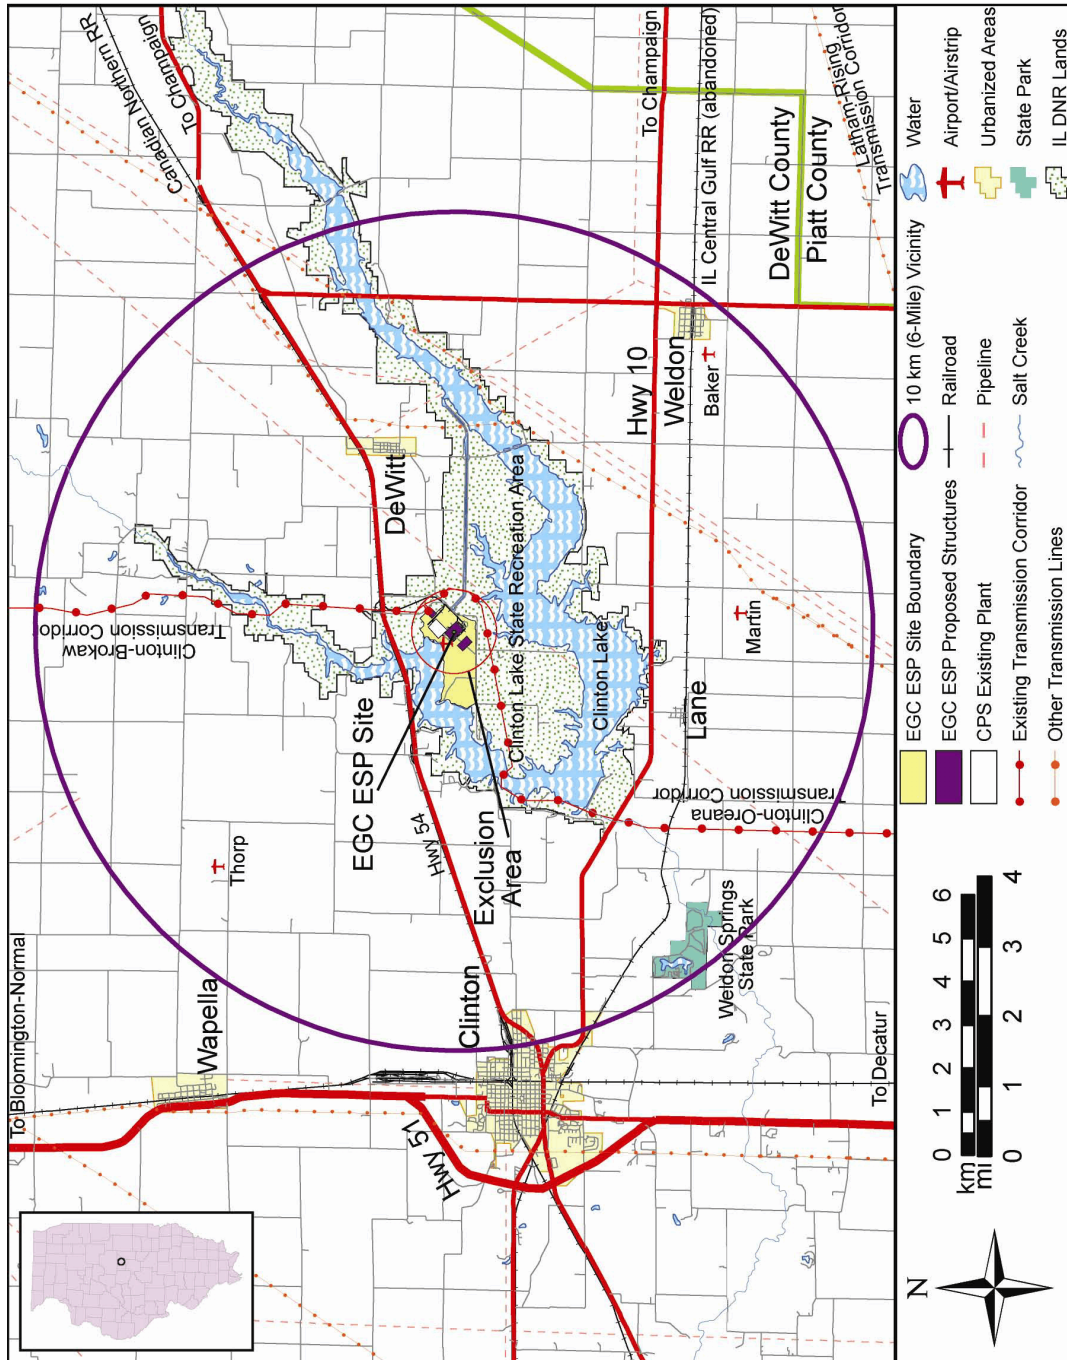 To Bloomington-Normal
Wapella
Thorp
Clinton-Brokaw
Transmission Corridor
Canadian Northern RR
To Champaign
Hwy 51
Clinton
Hwy 54
EGC ESP Site
Exclusion
Area
DeWitt
Clinton Lake State Recreation Area
Clinton Lake
To Champaign
IL Central Gulf RR (abandoned)
Hwy 10
Weldon
Baker
Martin
Lane
DeWitt County
Piatt County
Latham-Rising
Transmission Corridor
Clinton-Oreana
Transmission Corridor
Weldon Springs
State Park
To Decatur
N
km
0 1 2 3 4 5 6
mi
0 1 2 3 4
EGC ESP Site Boundary
EGC ESP Proposed Structures
CPS Existing Plant
Existing Transmission Corridor
Other Transmission Lines
10 km (6-Mile) Vicinity
Railroad
Pipeline
Salt Creek
Water
Airport/Airstrip
Urbanized Areas
State Park
IL DNR Lands